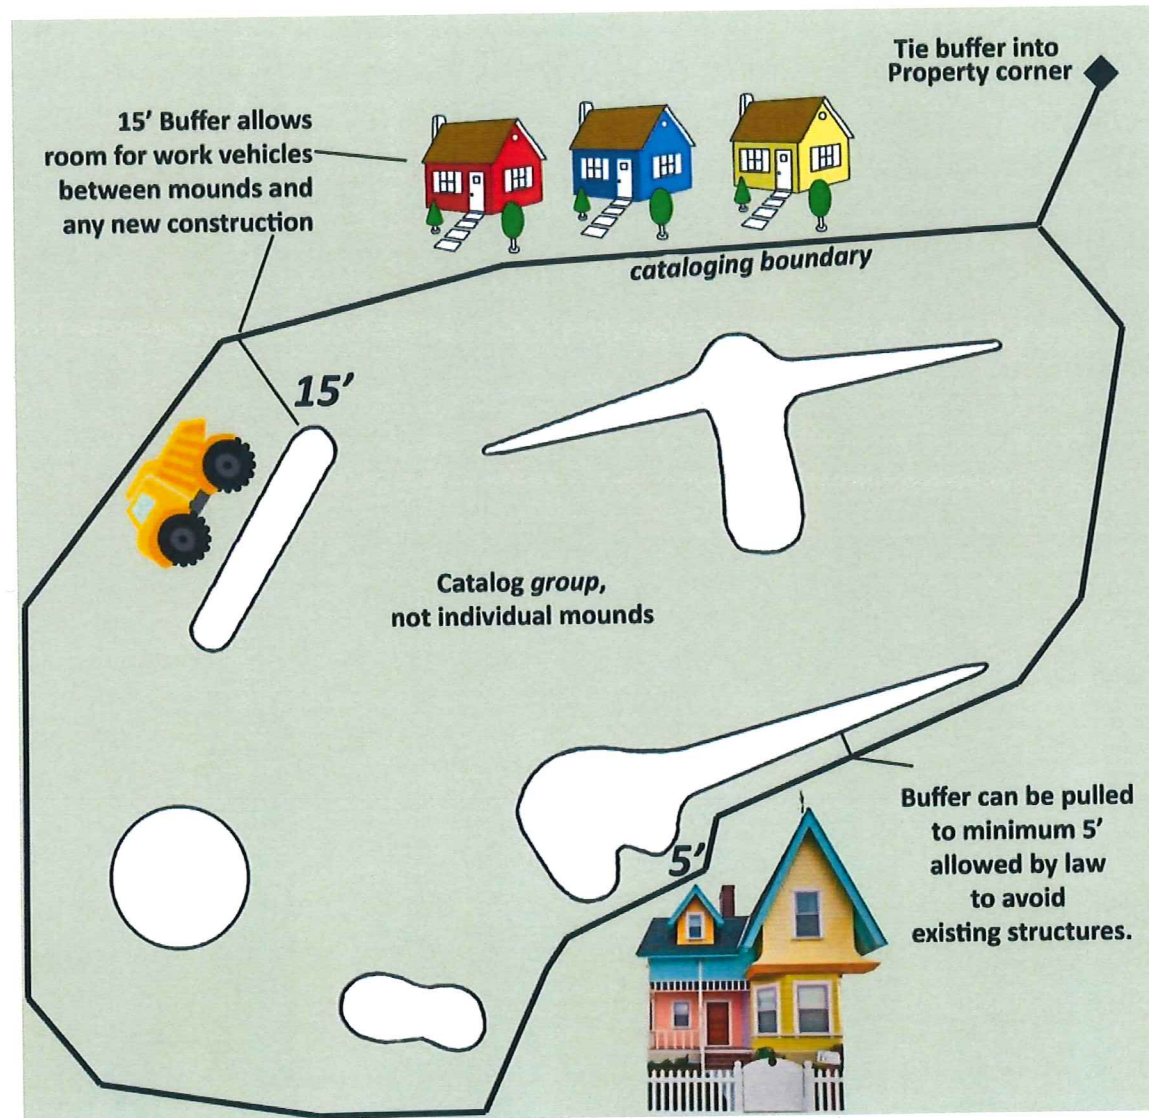 Tie buffer into
Property corner
15' Buffer allows
room for work vehicles
between mounds and
any new construction
cataloging boundary
15'
Catalog group,
not individual mounds
5'
Buffer can be pulled
to minimum 5'
allowed by law
to avoid
existing structures.